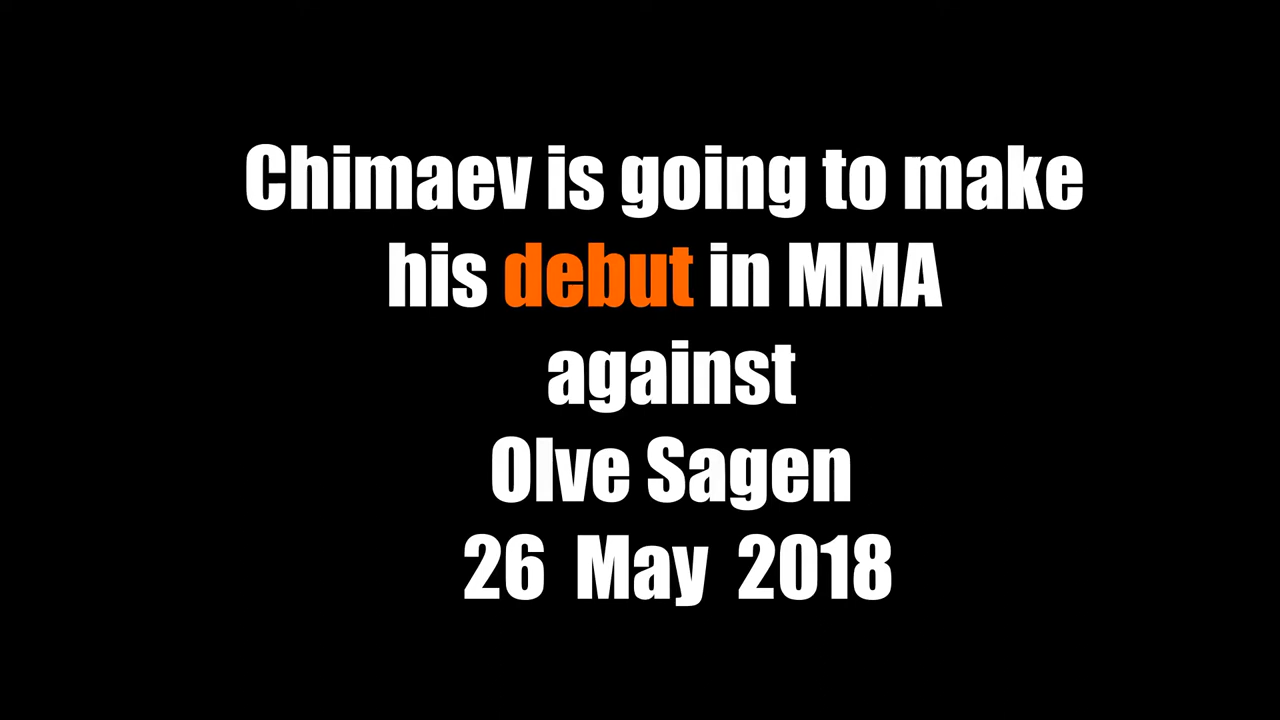 Chimaev is going to make
his debut in MMA
against
Olve Sagen
26 May 2018